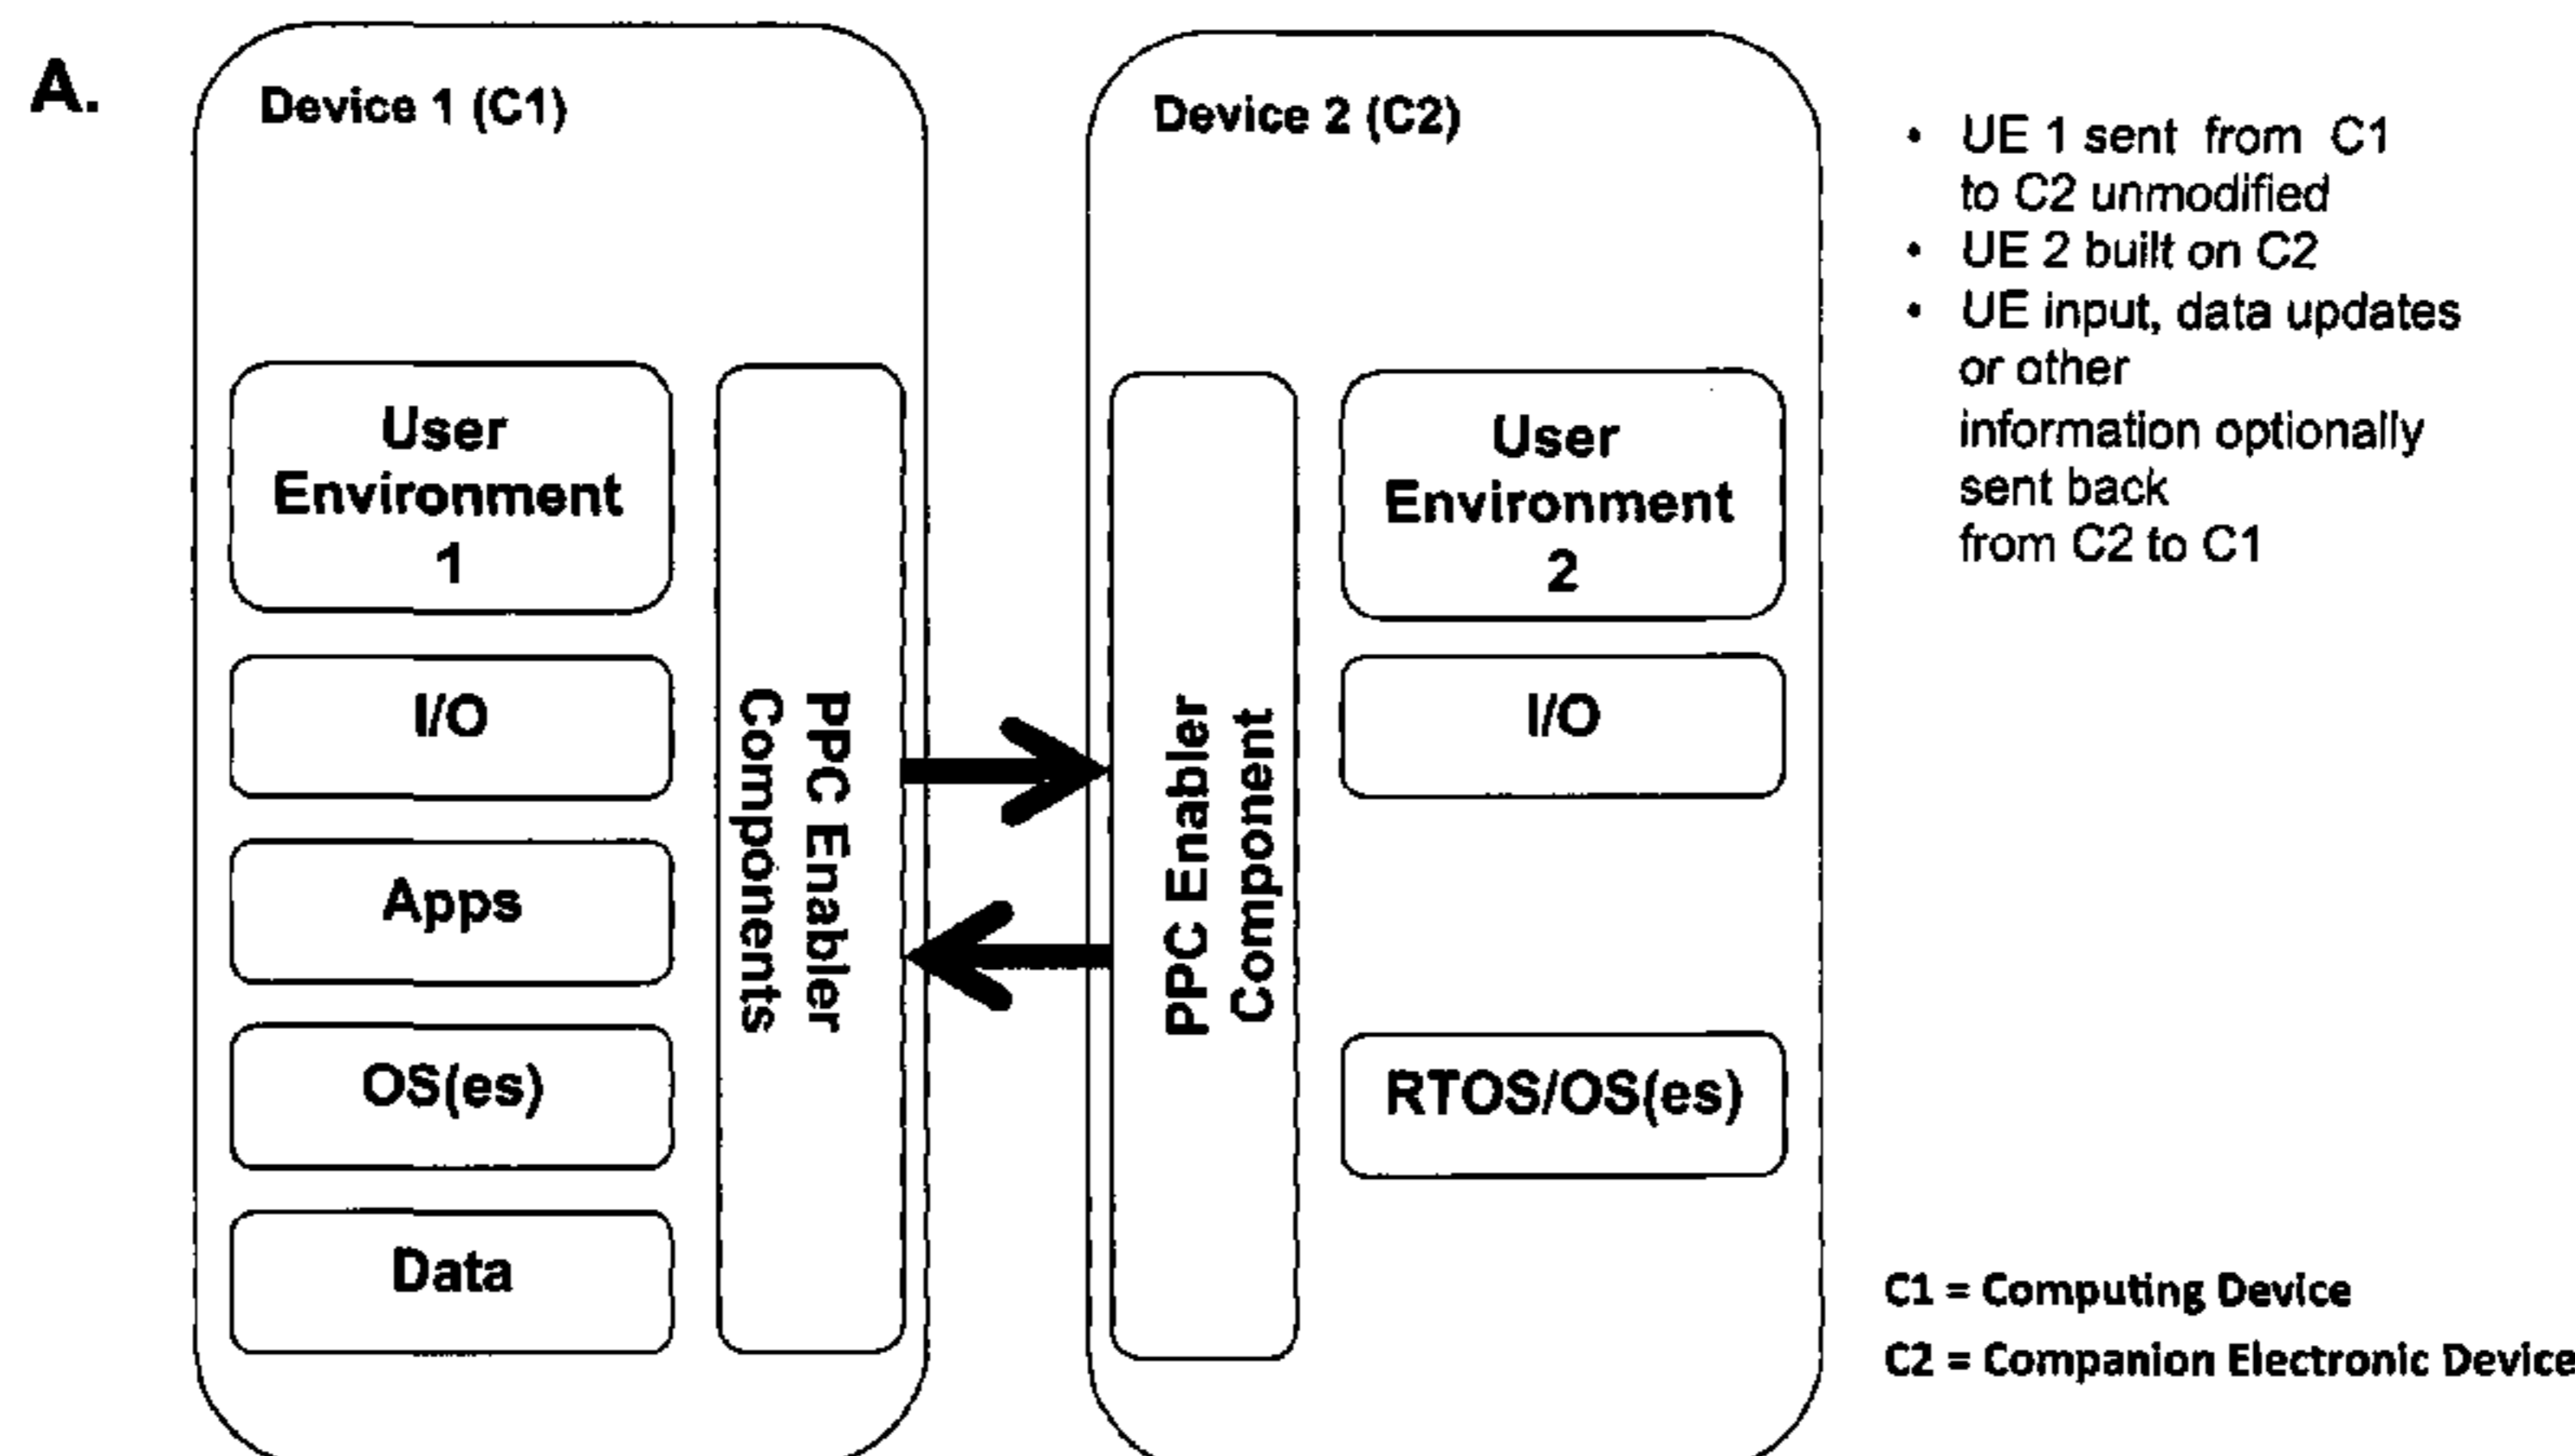 A.
Device 1 (C1)
User
Environment
1
I/O
Apps
OS(es)
Data
PPC Enabler
Components
Device 2 (C2)
PPC Enabler
Component
User
Environment
2
I/O
RTOS/OS(es)
• UE 1 sent from C1
to C2 unmodified
• UE 2 built on C2
• UE input, data updates
or other
information optionally
sent back
from C2 to C1
C1 = Computing Device
C2 = Companion Electronic Device